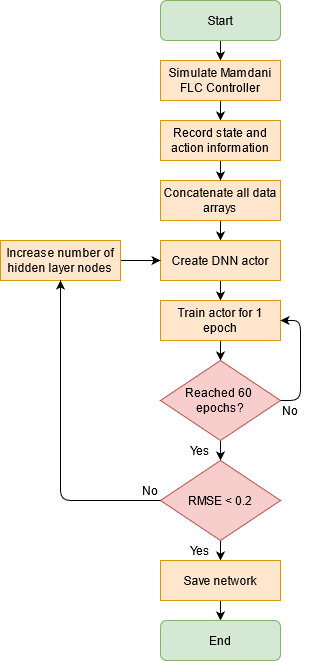 Start
Simulate Mamdani
FLC Controller
Record state and
action information
Concatenate all data
arrays
Increase number of
hidden layer nodes
Create DNN actor
Train actor for 1
epoch
Reached 60
epochs?
No
Yes
No
RMSE < 0.2
Yes
Save network
End